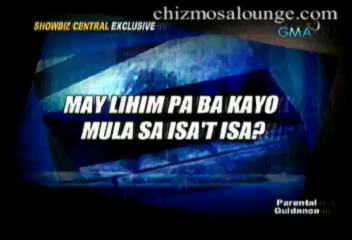 chizmosalounge.com
SHOWBIZ CENTRAL EXCLUSIVE
GMA
MAY LIHIM PA BA KAYO
MULA SA ISA'T ISA?
Parental
Guidance